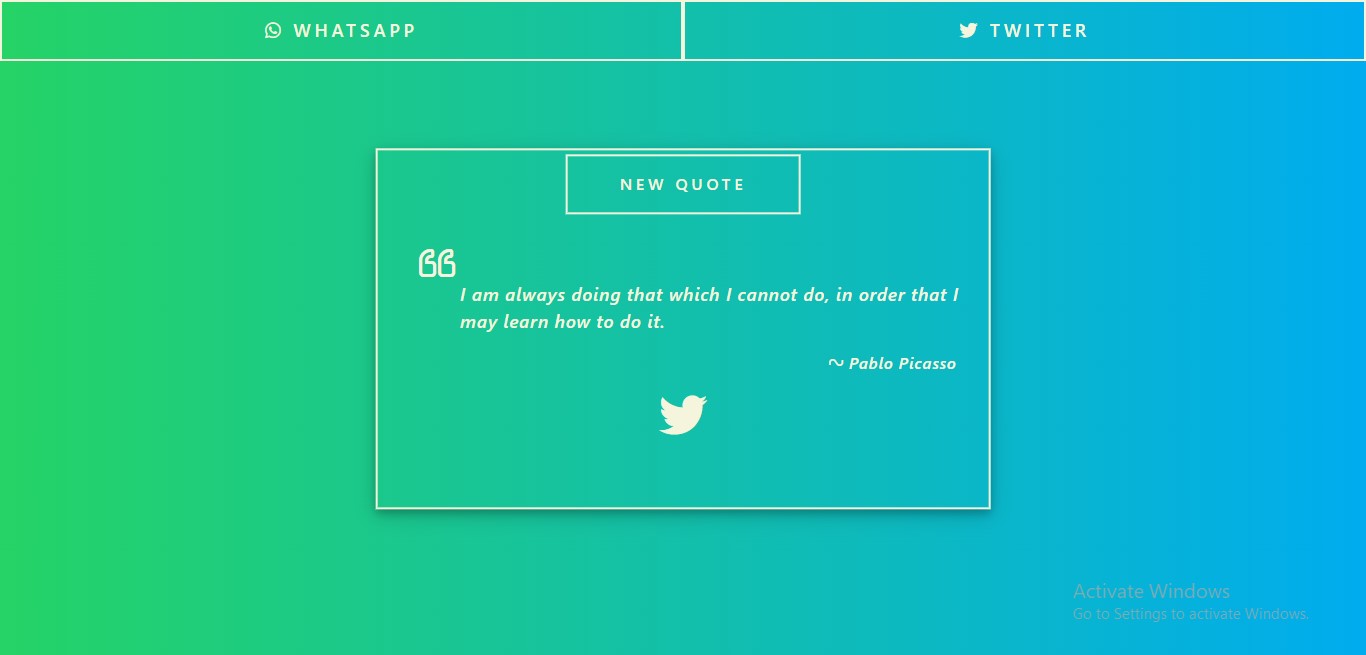 WHATSAPP
TWITTER
NEW QUOTE
I am always doing that which I cannot do, in order that I
may learn how to do it.
~ Pablo Picasso
Activate Windows
Go to Settings to activate Windows.